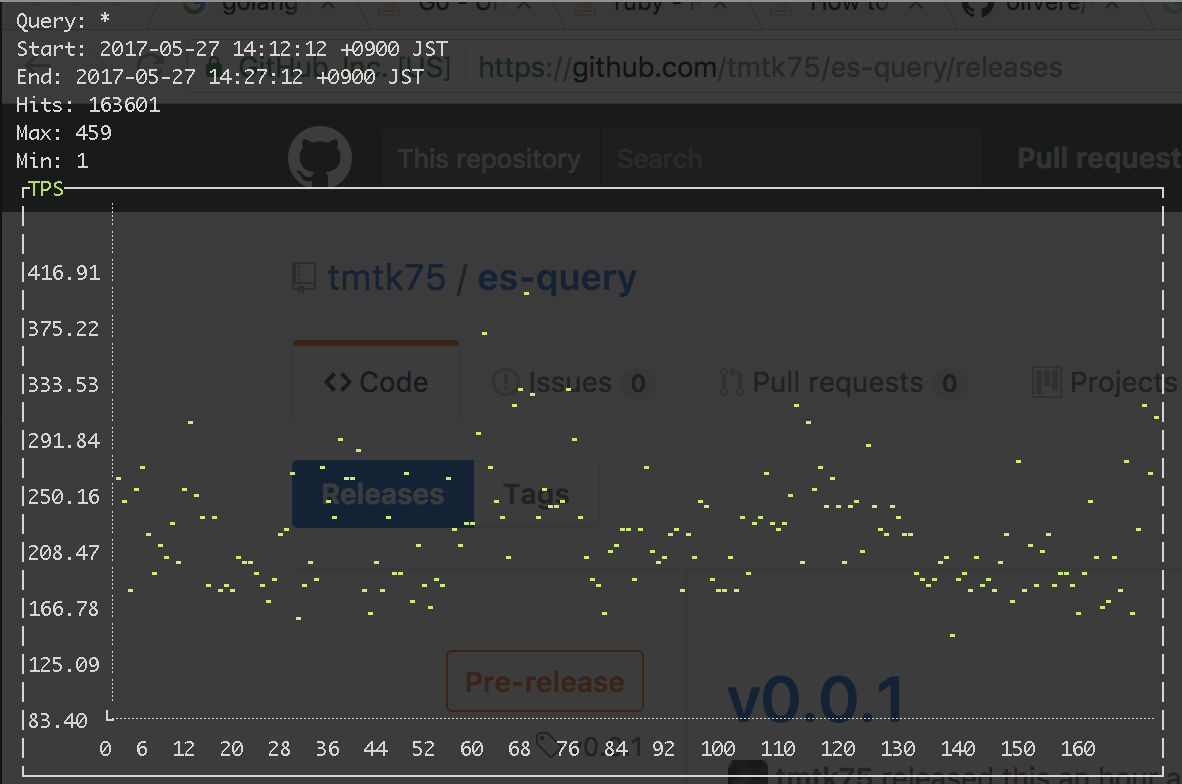 golang
Query: *
Start: 2017-05-27 14:12:12 +0900 JST
End: 2017-05-27 14:27:12 +0900 JST
GitHub, Inc. [US]
https://github.com/tmtk75/es-query/releases
Hits: 163601
Max: 459
Min: 1
This repository
Search
Pull request
TPS
416.91
tmtk75 / es-query
375.22
333.53
Code
Issues 0
Pull requests 0
Projects
291.84
250.16
Releases
Tags
208.47
166.78
125.09
Pre-release
v0.0.1
83.40
0 6 12 20 28 36 44 52 60 68 76 84 92 100 110 120 130 140 150 160
v0.0.1
tmtk75 released this an hour a